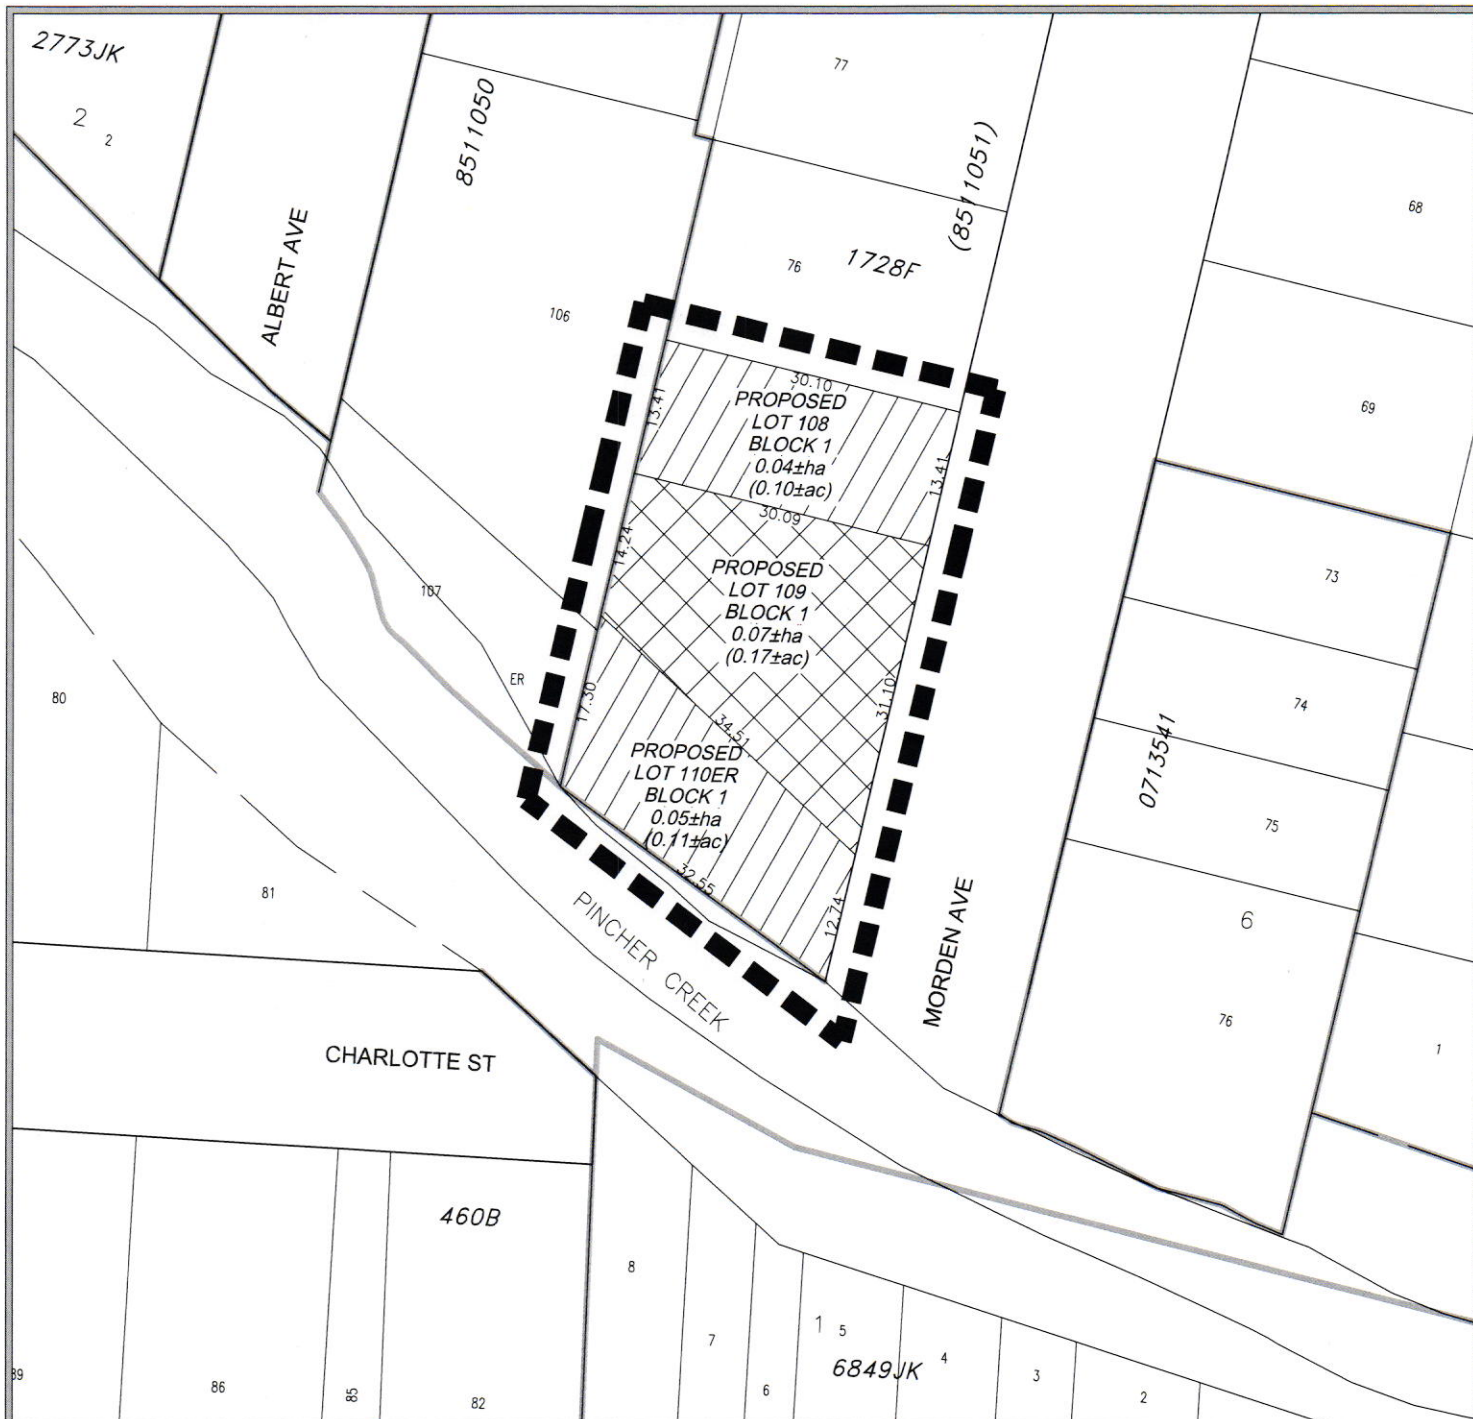 2773JK
2
2
ALBERT AVE
8511050
77
(8511051)
68
76
1728F
106
69
30.10
13.41
PROPOSED
LOT 108
BLOCK 1
0.04±ha
(0.10±ac)
13.41
30.09
14.24
PROPOSED
LOT 109
BLOCK 1
0.07±ha
(0.17±ac)
31.10
73
107
ER
80
17.30
34.51
PROPOSED
LOT 110ER
BLOCK 1
0.05±ha
(0.11±ac)
32.55
12.74
74
0713541
75
81
PINCHER CREEK
MORDEN AVE
6
76
1
CHARLOTTE ST
460B
8
7
1
5
6849JK
4
3
2
6
89
86
85
82